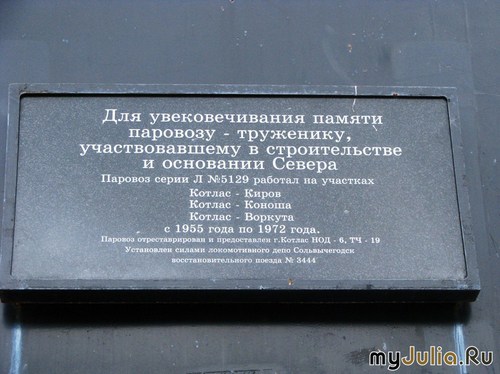 Для увековечивания памяти
паровозу - труженику,
участвовавшему в строительстве
и основании Севера
Паровоз серии Л №5129 работал на участках
Котлас - Киров
Котлас - Коноша
Котлас - Воркута
с 1955 года по 1972 года.
Паровоз отреставрирован и предоставлен г.Котлас НОД - 6, ТЧ - 19
Установлен силами локомотивного депо Сольвычегодск
восстановительного поезда № 3444
myJulia.Ru